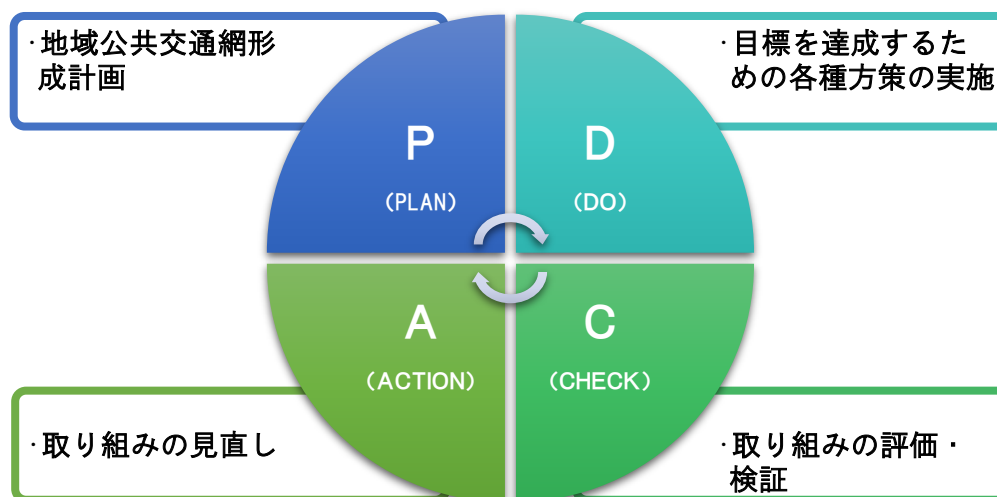 ・地域公共交通網形
成計画
・目標を達成するた
めの各種方策の実施
P
(PLAN)
D
(DO)
A
(ACTION)
C
(CHECK)
・取り組みの見直し
・取り組みの評価・
検証